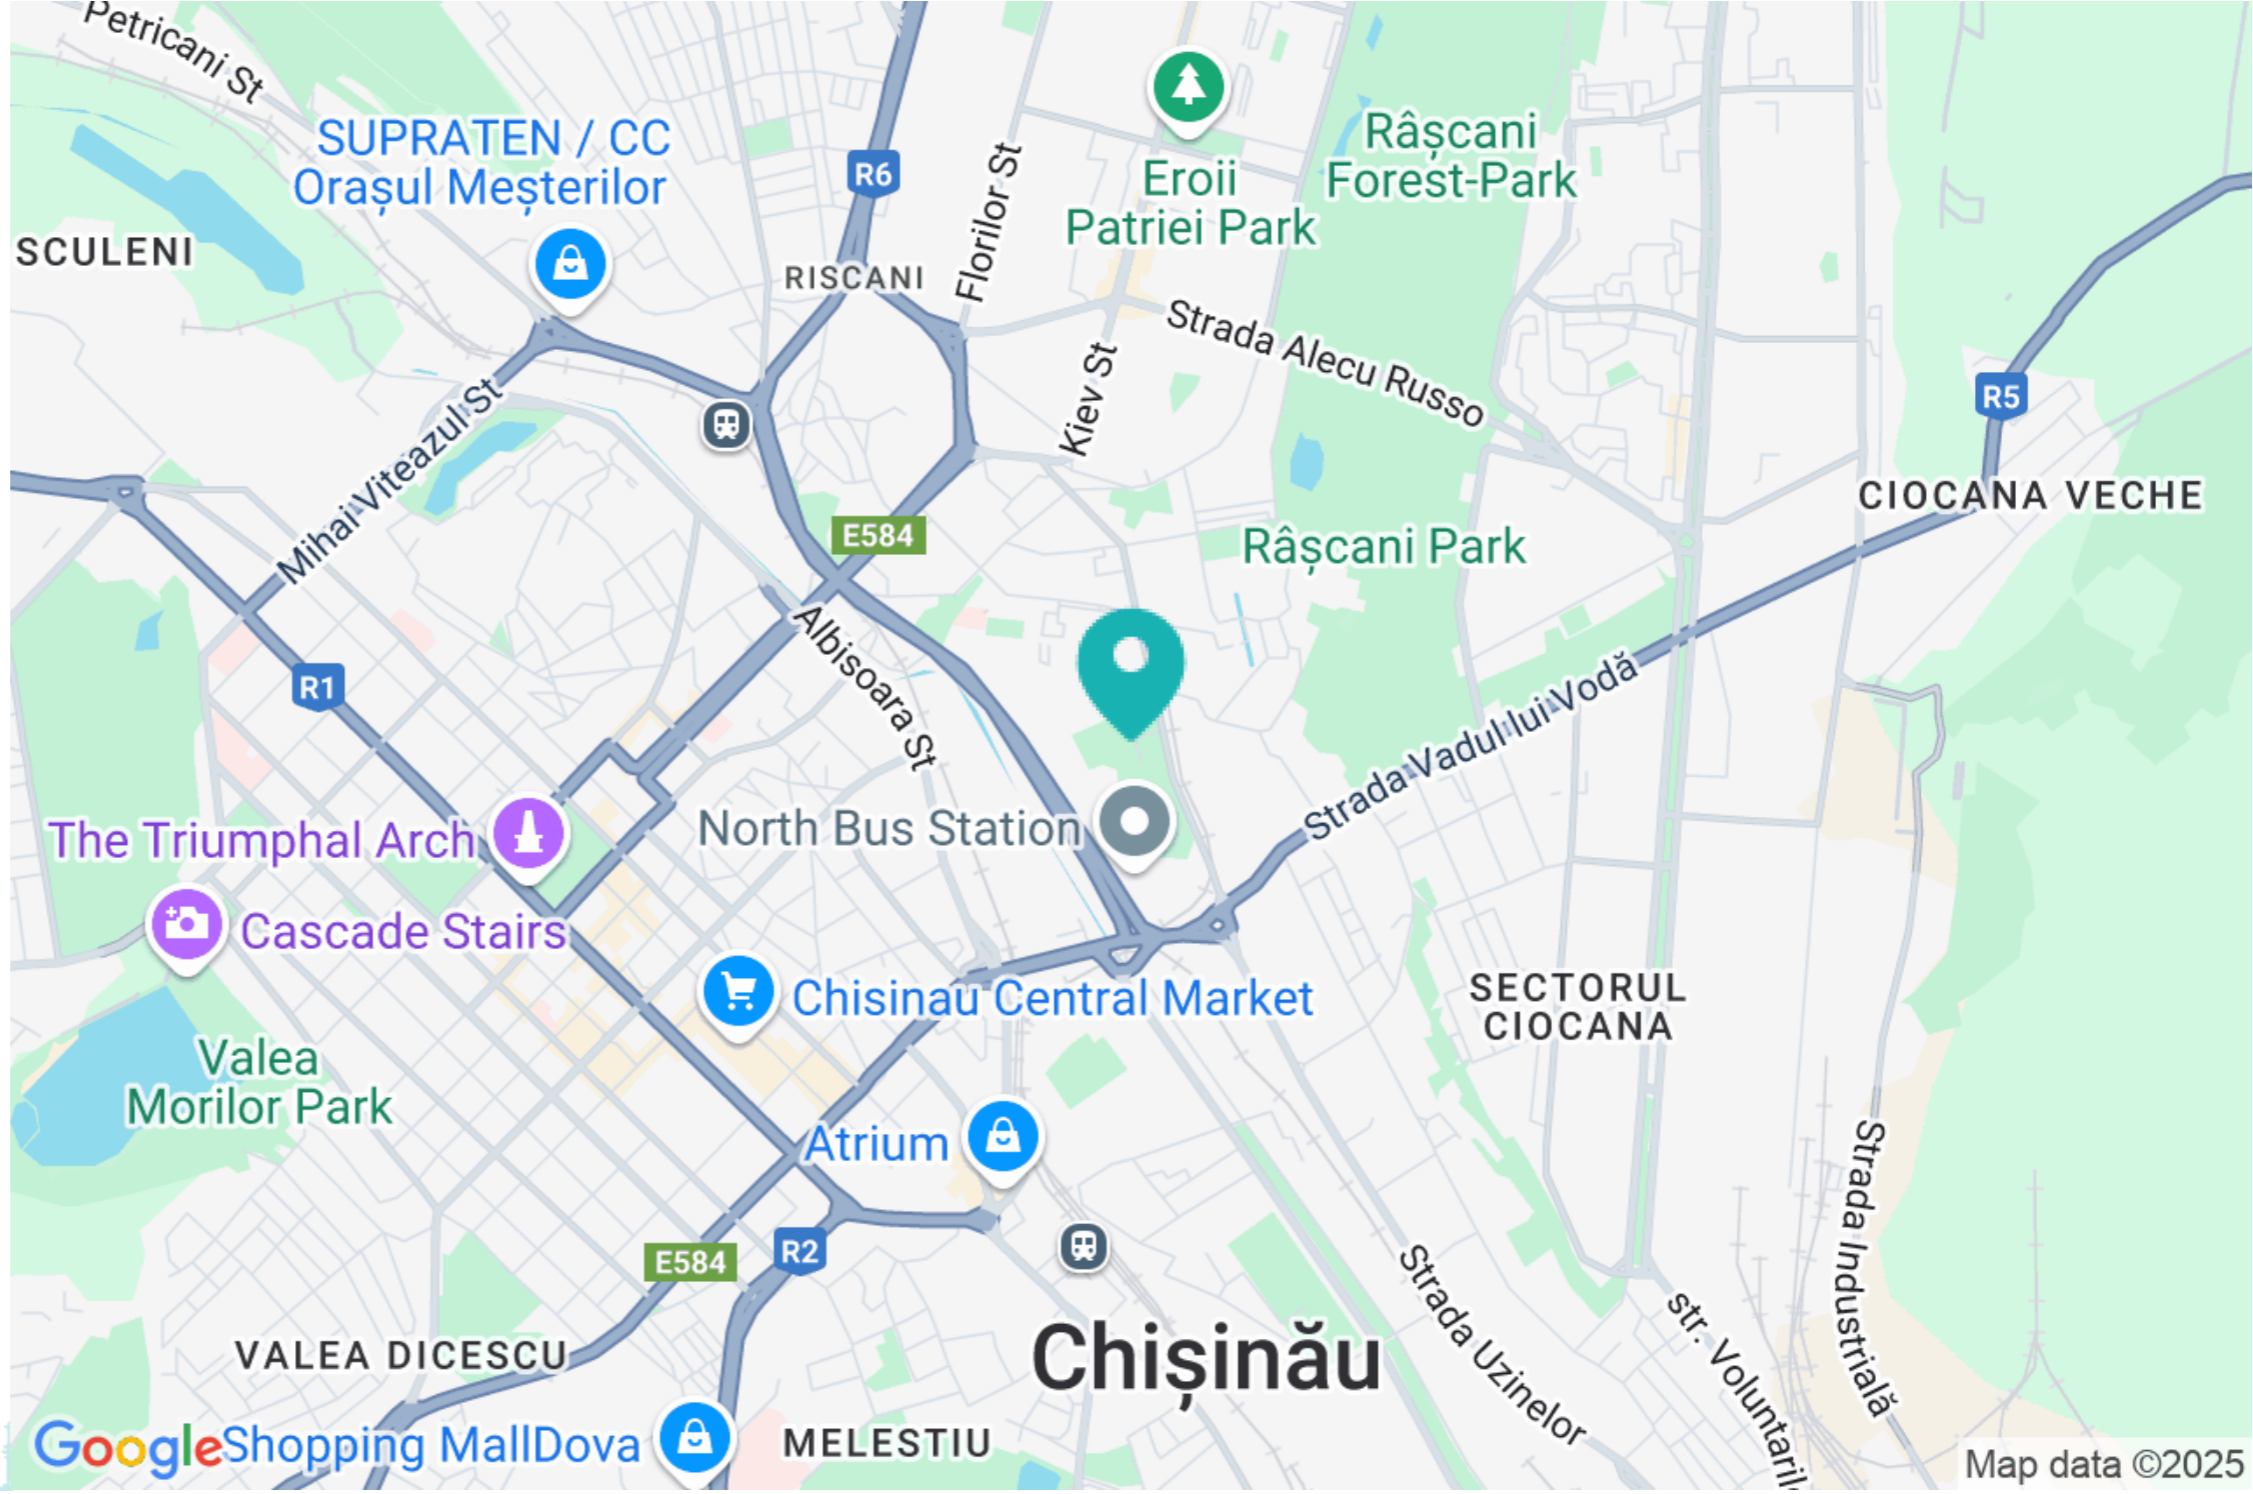 Petricani St
SUPRATEN / CC
Orașul Meșterilor
SCULENI
R6
RISCANI
Florilor St
Eroii
Patriei Park
Râșcani
Forest-Park
Strada Alecu Russo
Kiev St
R5
CIOCANA VECHE
Mihai Viteazul St
E584
Râșcani Park
Albisoara St
R1
Strada Vadul lui Vodă
The Triumphal Arch
North Bus Station
Cascade Stairs
Chisinau Central Market
SECTORUL
CIOCANA
Valea
Morilor Park
Atrium
Strada Industrială
E584
R2
Strada Uzinelor
str. Voluntarilo
VALEA DICESCU
Chișinău
Google
Shopping MallDova
MELESTIU
Map data ©2025